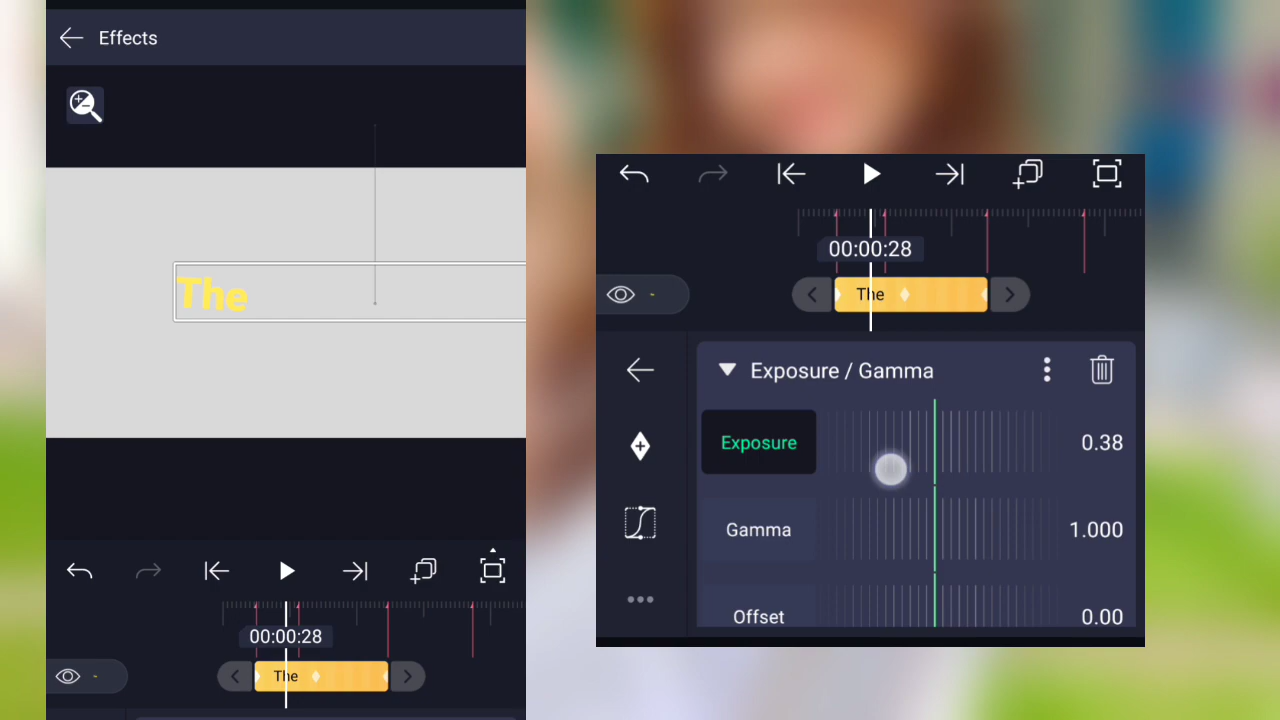 Effects
The
00:00:28
The
00:00:28
The
Exposure / Gamma
Exposure
0.38
Gamma
1.000
Offset
0.00